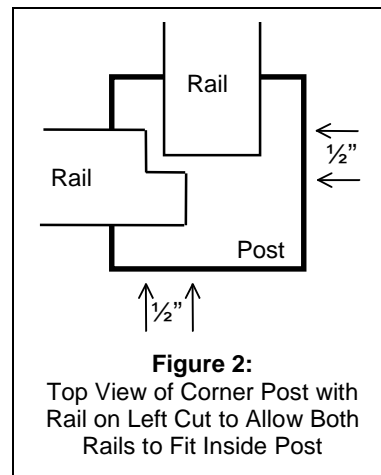 Rail
½”
Rail
Post
½”
Figure 2:
Top View of Corner Post with
Rail on Left Cut to Allow Both
Rails to Fit Inside Post